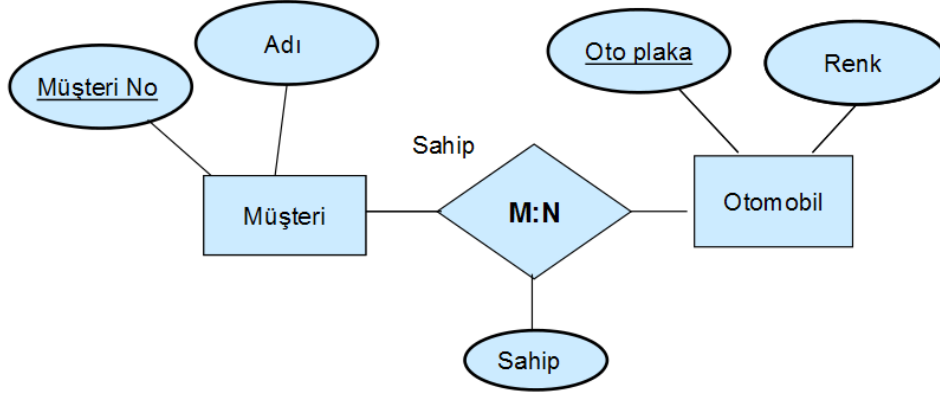 Adı
Müşteri No
Oto plaka
Renk
Sahip
Müşteri
M:N
Otomobil
Sahip